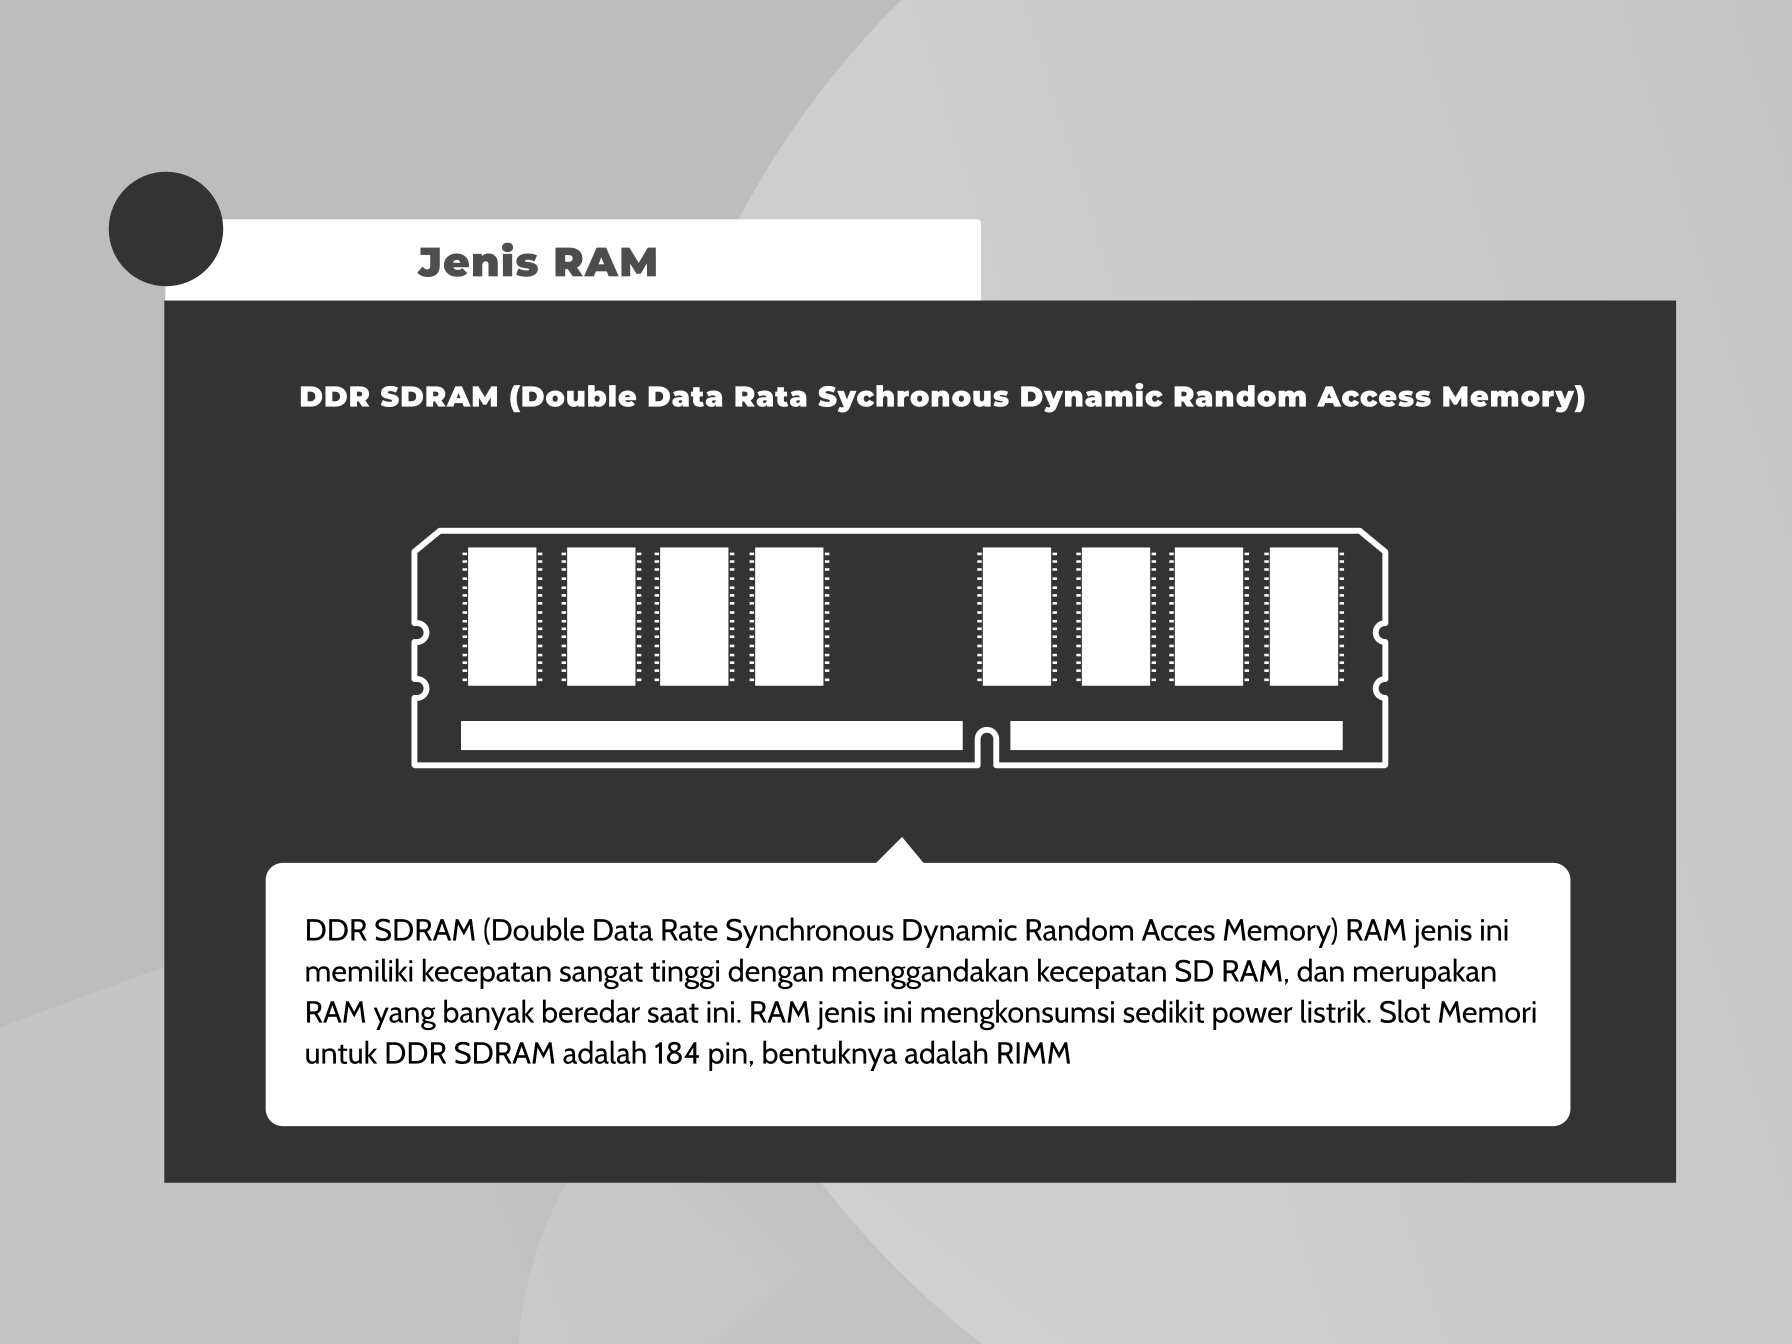 Jenis RAM
DDR SDRAM (Double Data Rata Sychronous Dynamic Random Access Memory)
DDR SDRAM (Double Data Rate Synchronous Dynamic Random Acces Memory) RAM jenis ini
memiliki kecepatan sangat tinggi dengan menggandakan kecepatan SD RAM, dan merupakan
RAM yang banyak beredar saat ini. RAM jenis ini mengkonsumsi sedikit power listrik. Slot Memori
untuk DDR SDRAM adalah 184 pin, bentuknya adalah RIMM